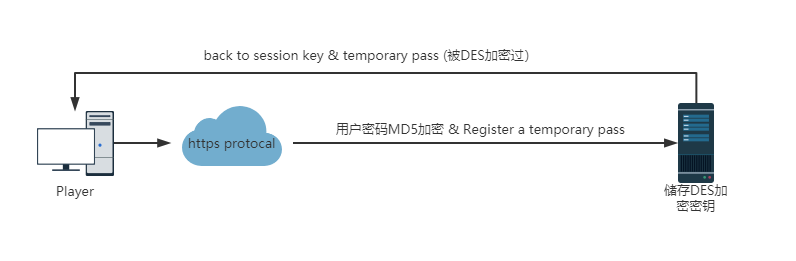 back to session key & temporary pass (被DES加密过）
https protocal
用户密码MD5加密 & Register a temporary pass
Player
储存DES加
密密钥